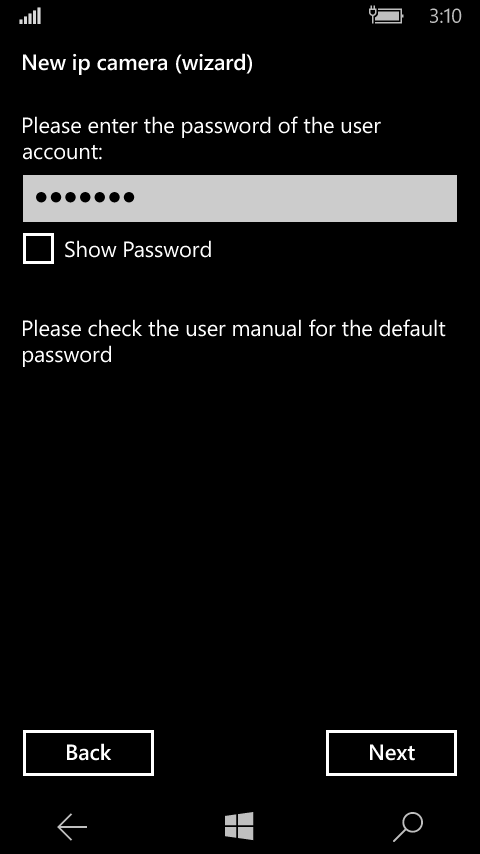 3:10
New ip camera (wizard)
Please enter the password of the user
account:
•••••••
Show Password
Please check the user manual for the default
password
Back
Next